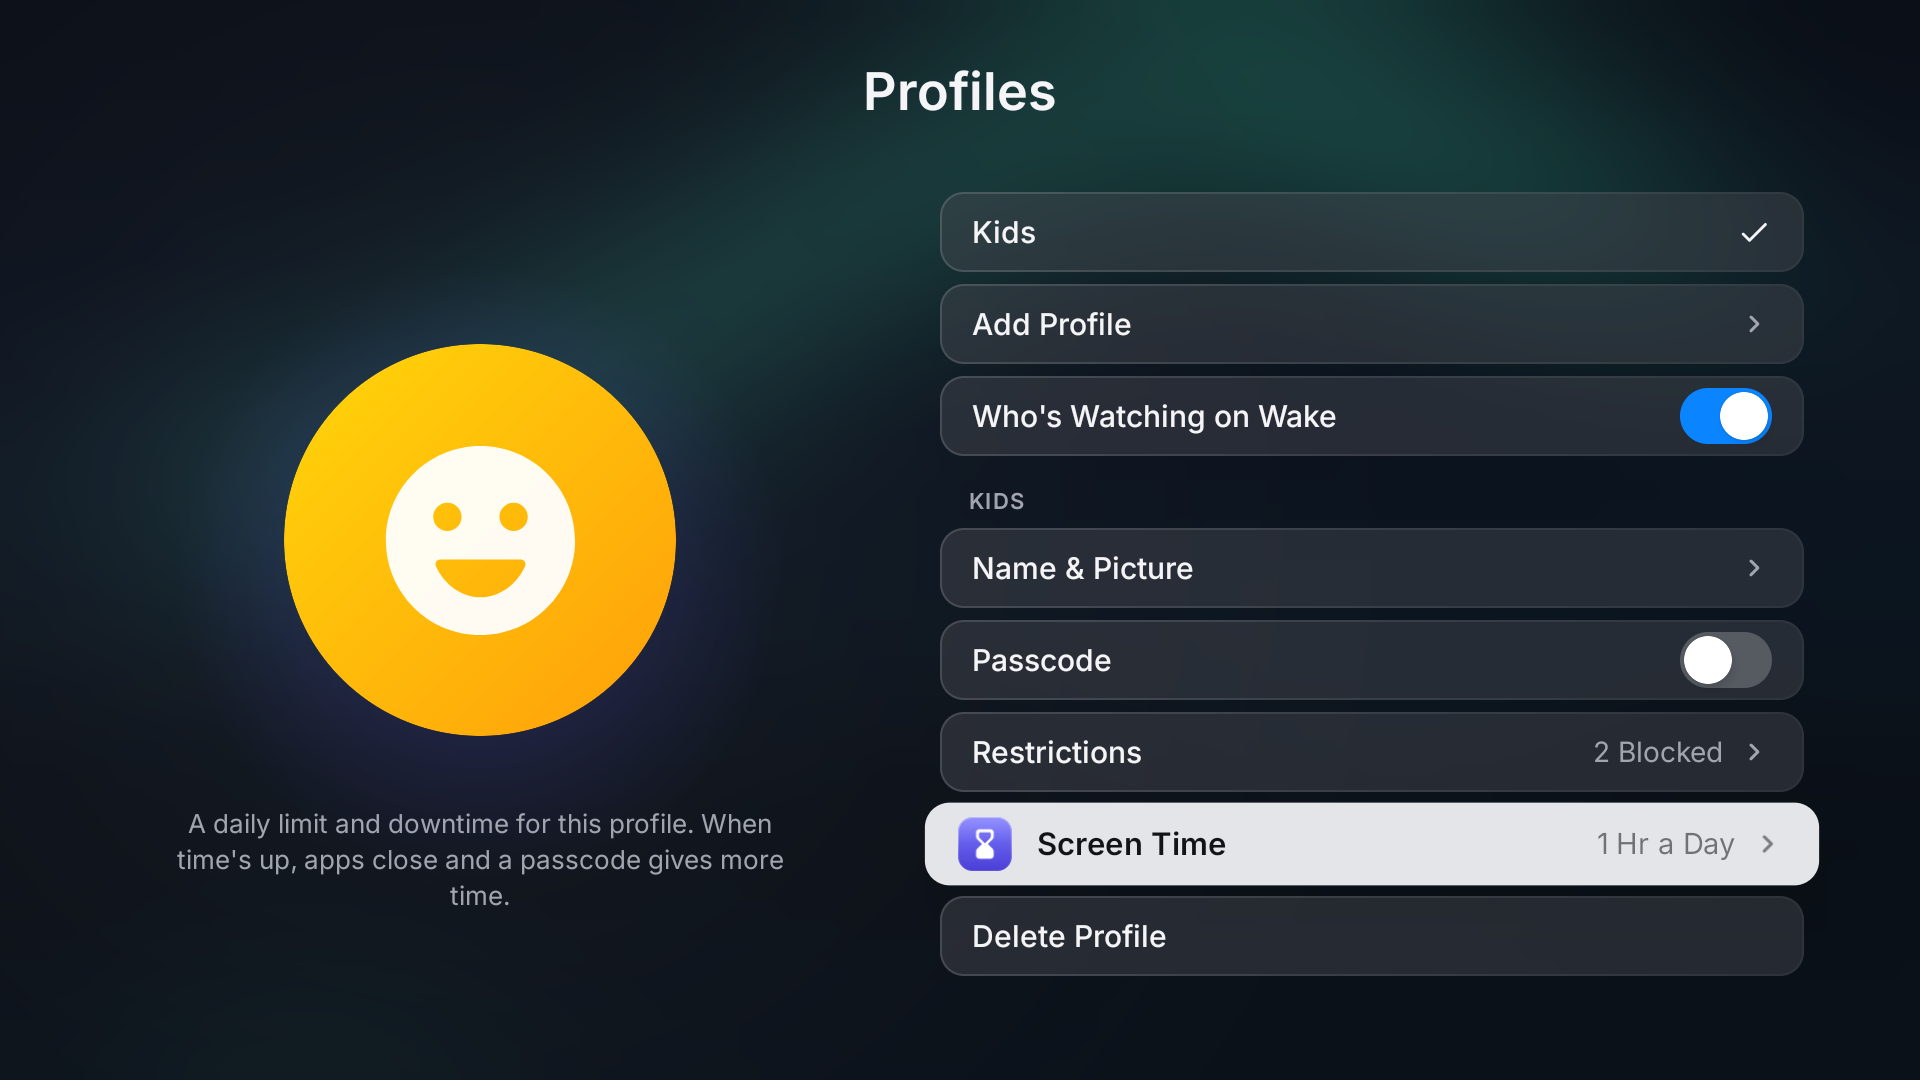 Profiles
Kids
Add Profile
Who's Watching on Wake
KIDS
Name & Picture
Passcode
Restrictions 2 Blocked
Screen Time 1 Hr a Day
Delete Profile
A daily limit and downtime for this profile. When
time's up, apps close and a passcode gives more
time.